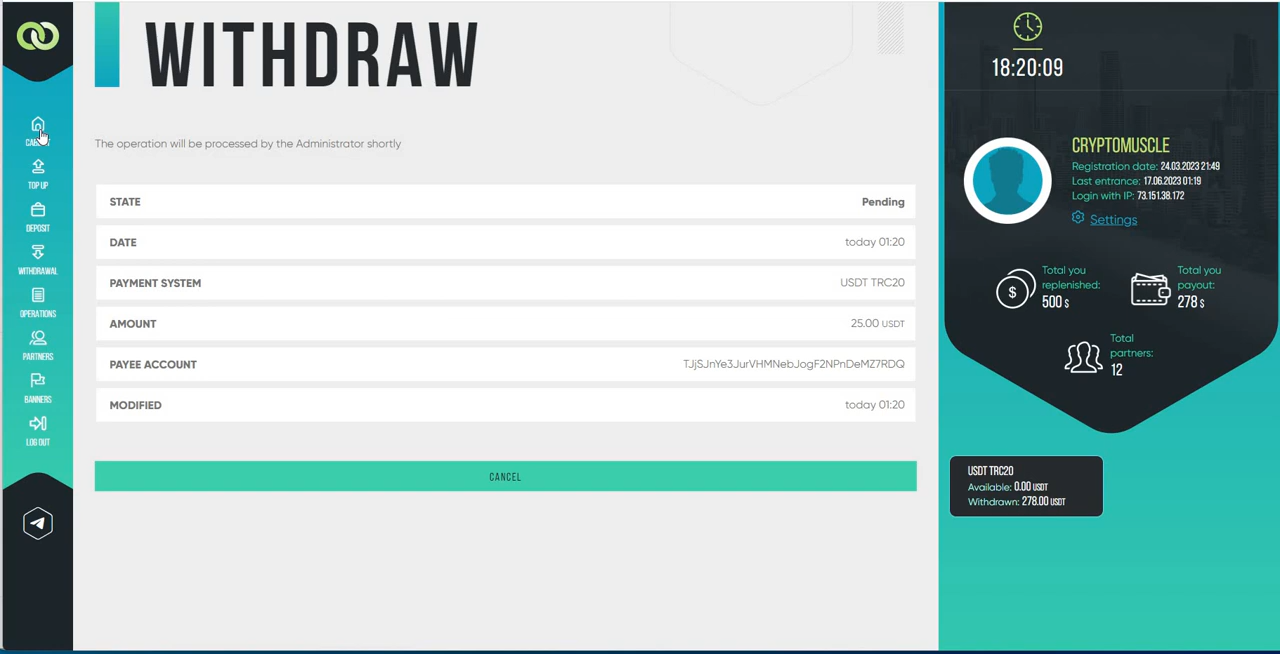 WITHDRAW
The operation will be processed by the Administrator shortly
STATE Pending
DATE today 01:20
PAYMENT SYSTEM USDT TRC20
AMOUNT 25.00 USDT
PAYEE ACCOUNT TJjSJnYe3JurVHMNebJogF2NPnDeMZ7RDQ
MODIFIED today 01:20
CANCEL
TOP UP
DEPOSIT
WITHDRAWAL
OPERATIONS
PARTNERS
BANNERS
LOG OUT
18:20:09
CRYPTOMUSCLE
Registration date: 24.03.2023 21:49
Last entrance: 17.06.2023 01:19
Login with IP: 73.151.38.172
Settings
Total you
replenished:
500 $
Total you
payout:
278 $
Total
partners:
12
USDT TRC20
Available: 0.00 USDT
Withdrawn: 278.00 USDT